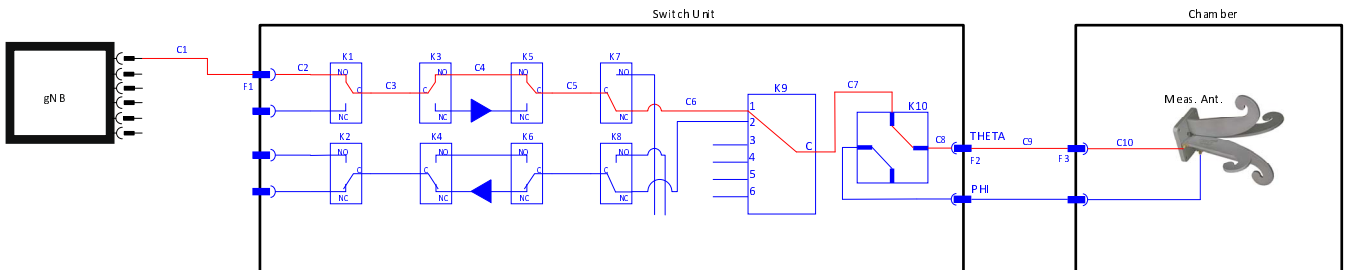 Switch Unit
Chamber
gNB
C1
F1
C2
K1
NO
C
NC
C3
K3
NO
C
NC
C4
K5
NO
C
NC
C5
K7
NO
C
NC
C6
K2
NO
C
NC
K4
NO
C
NC
K6
NO
C
NC
K8
NO
C
NC
K9
1
2
3
4
5
6
C
C7
K10
C8
THETA
F2
PHI
C9
F3
C10
Meas. Ant.